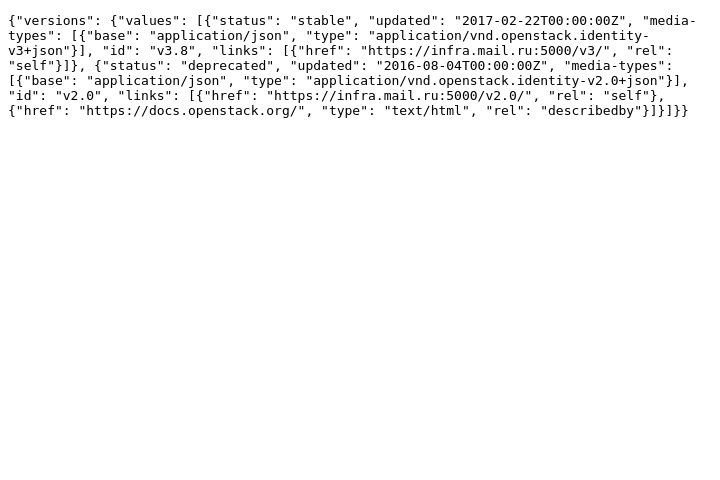 {"versions": {"values": [{"status": "stable", "updated": "2017-02-22T00:00:00Z", "media-
types": [{"base": "application/json", "type": "application/vnd.openstack.identity-
v3+json"}], "id": "v3.8", "links": [{"href": "https://infra.mail.ru:5000/v3/", "rel":
"self"}]}, {"status": "deprecated", "updated": "2016-08-04T00:00:00Z", "media-types":
[{"base": "application/json", "type": "application/vnd.openstack.identity-v2.0+json"}],
"id": "v2.0", "links": [{"href": "https://infra.mail.ru:5000/v2.0/", "rel": "self"},
{"href": "https://docs.openstack.org/", "type": "text/html", "rel": "describedby"}]}]}}